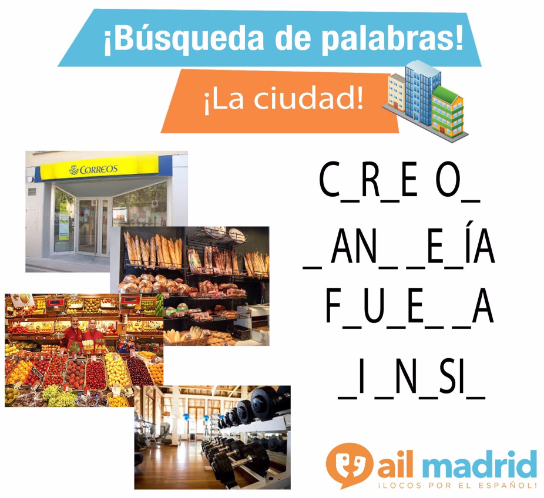 ¡Búsqueda de palabras!
¡La ciudad!
CORREOS
C_R_E O_
_ AN_ _E_ÍA
F_U_E_ _A
_I _N_SI_
ail madrid
¡LOCOS POR EL ESPAÑOL!